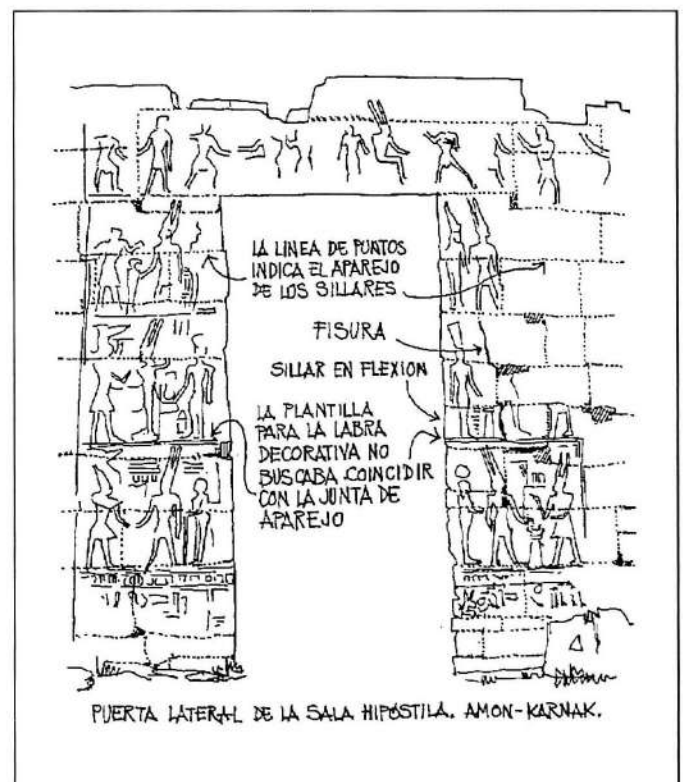 LA LINEA DE PUNTOS
INDICA EL APAREJO
DE LOS SILLARES
FISURA
SILLAR EN FLEXION
LA PLANTILLA
PARA LA LABRA
DECORATIVA NO
BUSCABA COINCIDIR
CON LA JUNTA DE
APAREJO
PUERTA LATERAL DE LA SALA HIPÓSTILA. AMON-KARNAK.